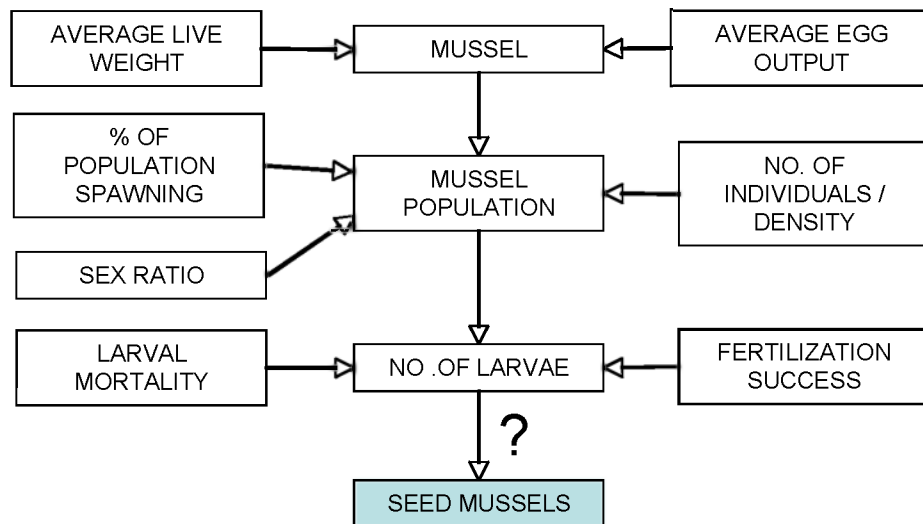 AVERAGE LIVE
WEIGHT
MUSSEL
AVERAGE EGG
OUTPUT
% OF
POPULATION
SPAWNING
MUSSEL
POPULATION
NO. OF
INDIVIDUALS /
DENSITY
SEX RATIO
LARVAL
MORTALITY
NO .OF LARVAE
FERTILIZATION
SUCCESS
?
SEED MUSSELS